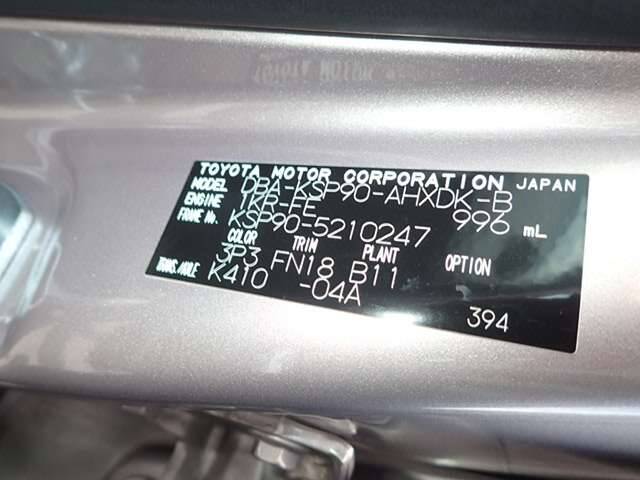 TOYOTA MOTOR CORPORATION JAPAN
MODEL DBA-KSP90-AHXDK-B
ENGINE 1KR-FE 996 mL
FRAME No. KSP90-5210247
COLOR TRIM PLANT OPTION
3P3 FN18 B11
TRANS./AXLE K410 -04A
394